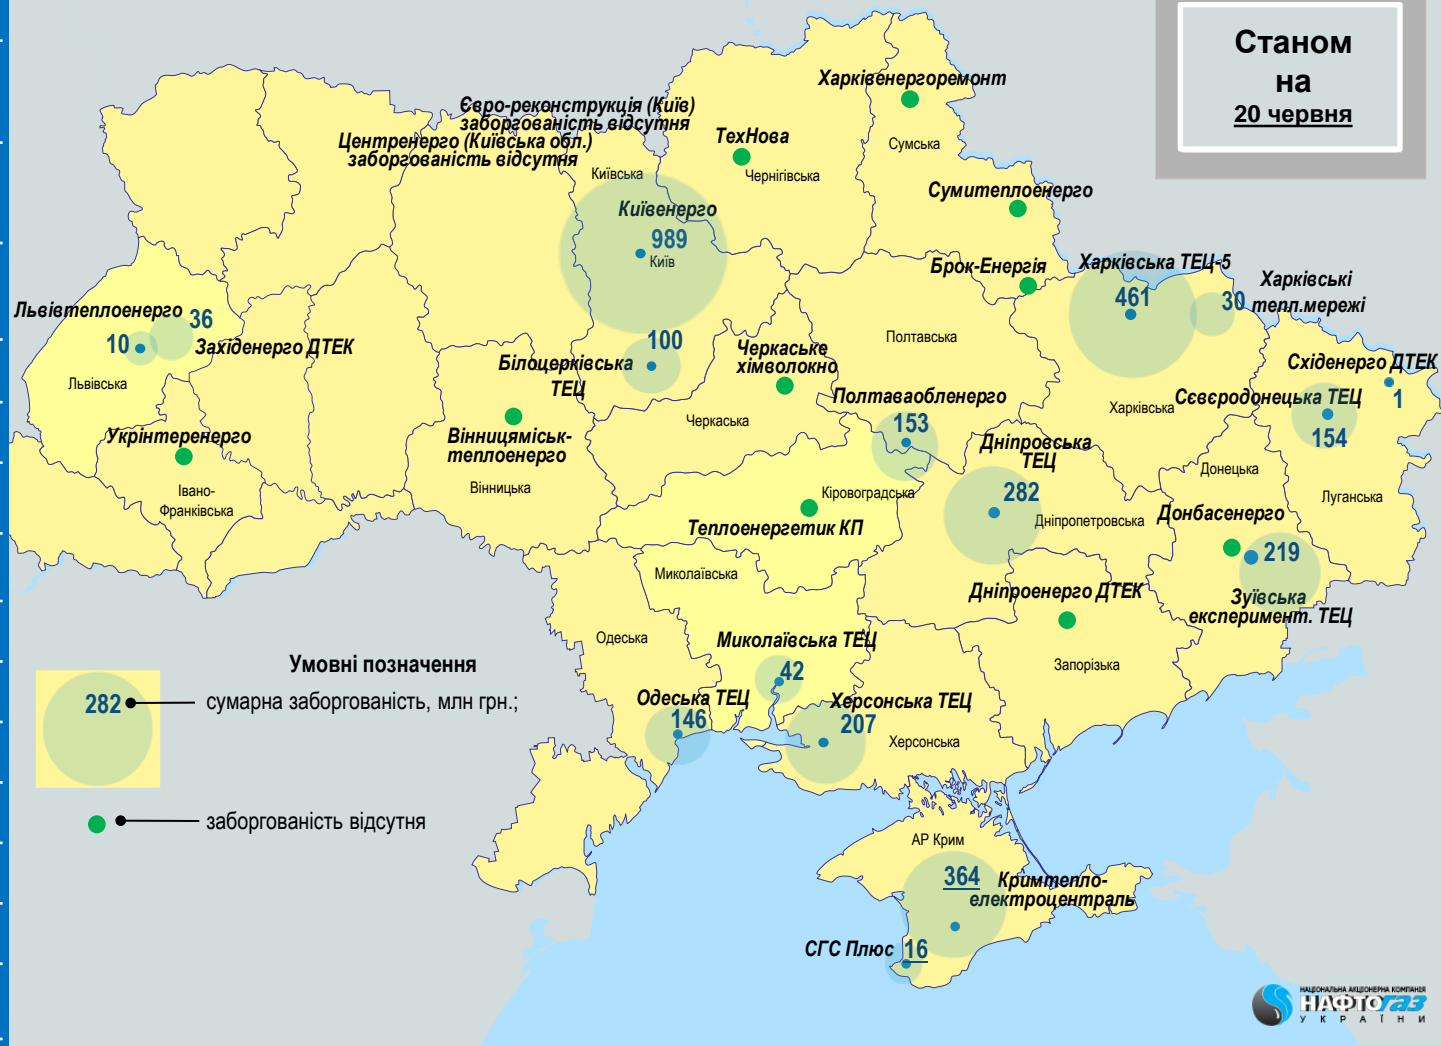 Станом
на
20 червня
Харківенергоремонт
Євро-реконструкція (Київ)
заборгованість відсутня
Центренерго (Київська обл.)
заборгованість відсутня
ТехНова
Сумська
Київська
Чернігівська
Сумитеплоенерго
Київенерго
989
Київ
Брок-Енергія
Харківська ТЕЦ-5
461
30
Харківські
тепл.мережі
Львівтеплоенерго
36
10
Західенерго ДТЕК
Львівська
100
Білоцерківська
ТЕЦ
Черкаське
хімволокно
Полтавська
Полтаваобленерго
153
Східенерго ДТЕК
1
Сєвєродонецька ТЕЦ
154
Харківська
Черкаська
Укрінтеренерго
Вінницяміськ-
теплоенерго
Вінницька
Івано-
Франківська
Дніпровська
ТЕЦ
282
Дніпропетровська
Донецька
Луганська
Кіровоградська
Теплоенергетик КП
Донбасенерго
219
Зуївська
експеримент. ТЕЦ
Миколаївська
Дніпроенерго ДТЕК
Одеська
Миколаївська ТЕЦ
42
Запорізька
Одеська ТЕЦ
146
Херсонська ТЕЦ
207
Херсонська
Умовні позначення
282
сумарна заборгованість, млн грн.;
заборгованість відсутня
АР Крим
364
Кримтепло-
електроцентраль
СГС Плюс
16
НАЦІОНАЛЬНА АКЦІОНЕРНА КОМПАНІЯ
НАФТОГАЗ
УКРАЇНИ